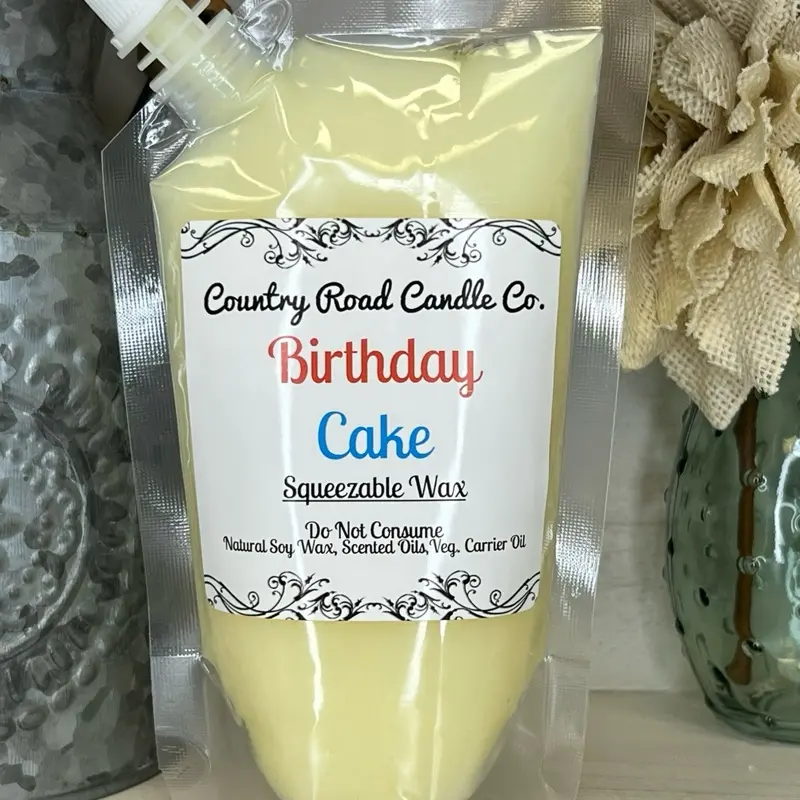 Country Road Candle Co.
Birthday
Cake
Squeezable Wax
Do Not Consume
Natural Soy Wax, Scented Oils, Veg. Carrier Oil